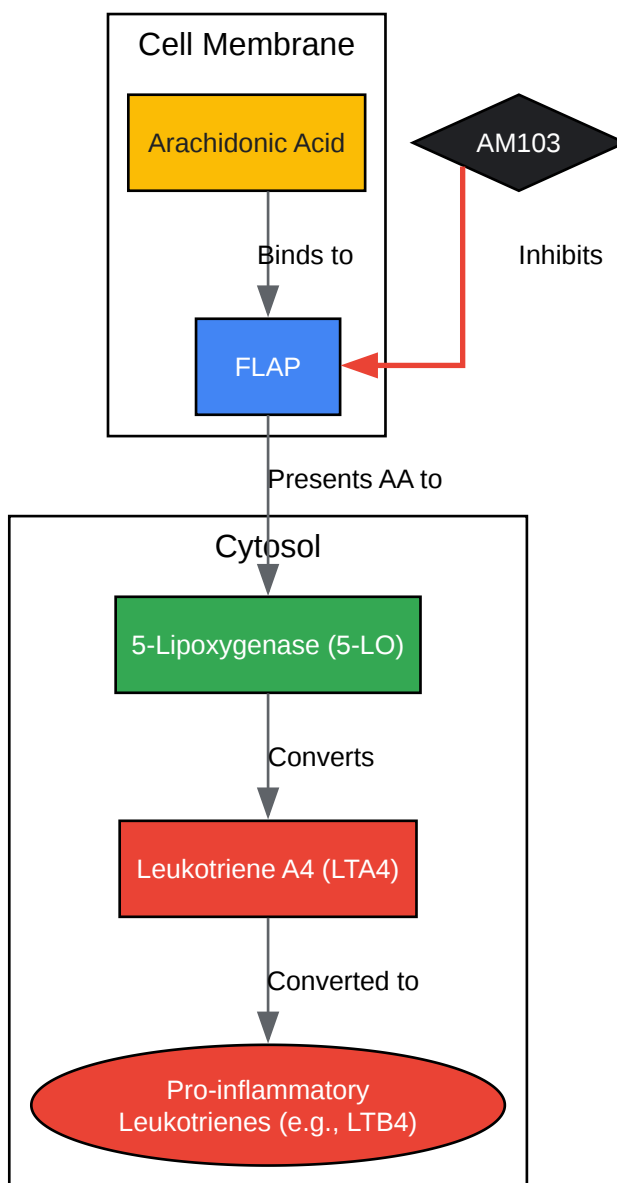 Cell Membrane
Arachidonic Acid
AM103
Binds to
Inhibits
FLAP
Presents AA to
Cytosol
5-Lipoxygenase (5-LO)
Converts
Leukotriene A4 (LTA4)
Converted to
Pro-inflammatory
Leukotrienes (e.g., LTB4)